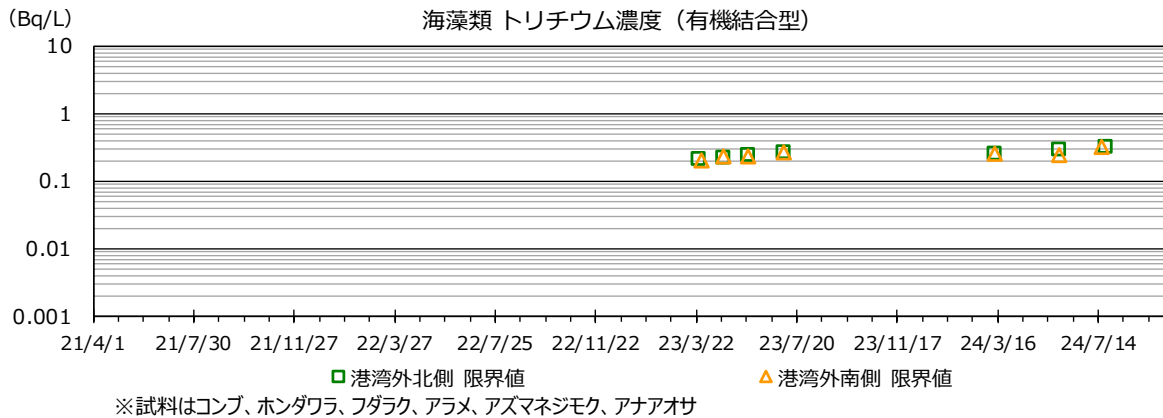 (Bq/L)
海藻類 トリチウム濃度（有機結合型）
10
1
0.1
0.01
0.001
21/4/1 21/7/30 21/11/27 22/3/27 22/7/25 22/11/22 23/3/22 23/7/20 23/11/17 24/3/16 24/7/14
港湾外北側 限界値 港湾外南側 限界値
※試料はコンブ、ホンダワラ、フダラク、アラメ、アズマネジモク、アナアオサ